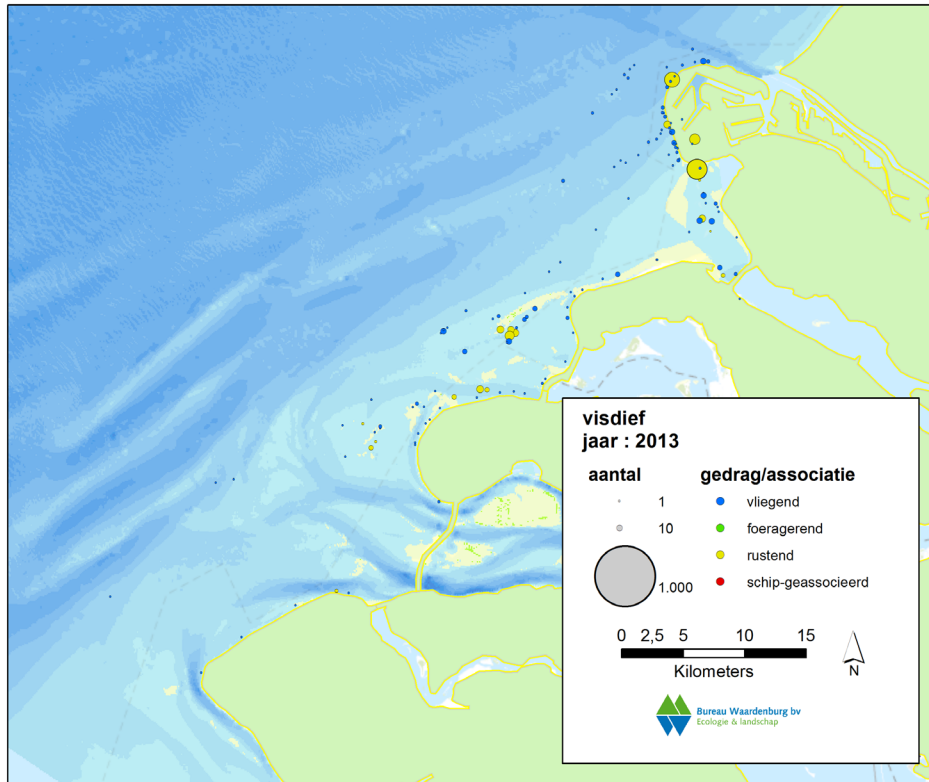 visdief
jaar : 2013
aantal
gedrag/associatie
1
vliegend
10
foeragerend
rustend
1.000
schip-geassocieerd
0 2,5 5 10 15
Kilometers
N
Bureau Waardenburg bv
Ecologie & landschap